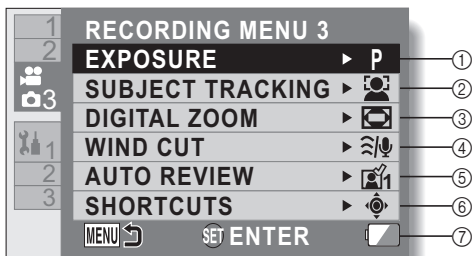 1
2
3
1
2
3
RECORDING MENU 3
EXPOSURE P ①
SUBJECT TRACKING ②
DIGITAL ZOOM ③
WIND CUT ④
AUTO REVIEW 1 ⑤
SHORTCUTS ⑥
MENU SET ENTER ⑦